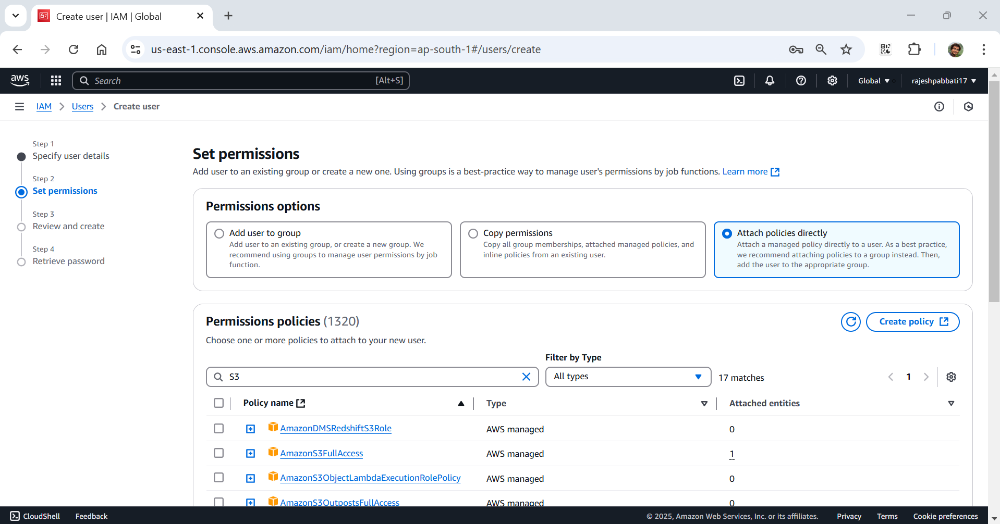 Create user | IAM | Global
us-east-1.console.aws.amazon.com/iam/home?region=ap-south-1#/users/create
aws
Search
[Alt+S]
Global
rajeshpabbati17
IAM
Users
Create user
Step 1
Specify user details
Step 2
Set permissions
Step 3
Review and create
Step 4
Retrieve password
Set permissions
Add user to an existing group or create a new one. Using groups is a best-practice way to manage user's permissions by job functions. Learn more
Permissions options
Add user to group
Add user to an existing group, or create a new group. We
recommend using groups to manage user permissions by job
function.
Copy permissions
Copy all group memberships, attached managed policies, and
inline policies from an existing user.
Attach policies directly
Attach a managed policy directly to a user. As a best practice,
we recommend attaching policies to a group instead. Then,
add the user to the appropriate group.
Permissions policies (1320)
Create policy
Choose one or more policies to attach to your new user.
Filter by Type
S3
All types
17 matches
1
Policy name
Type
Attached entities
AmazonDMSRedshiftS3Role
AWS managed
0
AmazonS3FullAccess
AWS managed
1
AmazonS3ObjectLambdaExecutionRolePolicy
AWS managed
0
AmazonS3OutpostsFullAccess
AWS managed
0
CloudShell
Feedback
© 2025, Amazon Web Services, Inc. or its affiliates.
Privacy
Terms
Cookie preferences